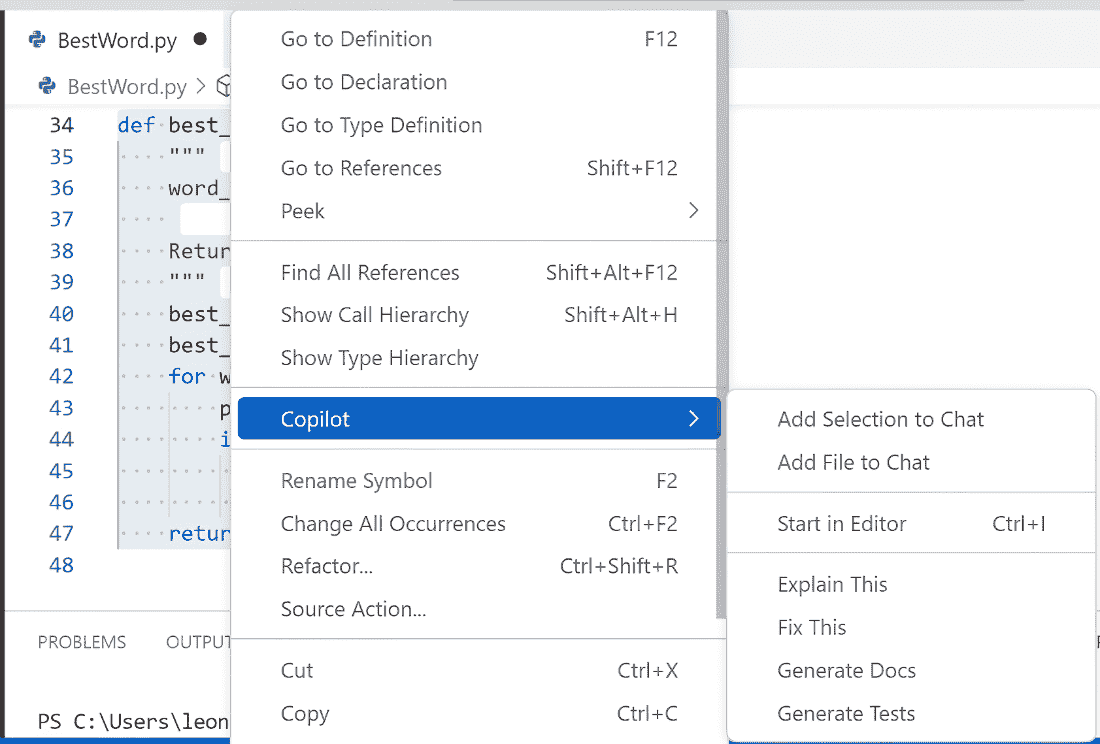 BestWord.py
BestWord.py
34 def best_
35 """
36 word_
37
38 Retur
39 """
40 best_
41 best_
42 for w
43 p
44 i
45
46
47 retur
48
PROBLEMS OUTPUT
PS C:\Users\leon
Go to Definition F12
Go to Declaration
Go to Type Definition
Go to References Shift+F12
Peek
Find All References Shift+Alt+F12
Show Call Hierarchy Shift+Alt+H
Show Type Hierarchy
Copilot
Rename Symbol F2
Change All Occurrences Ctrl+F2
Refactor... Ctrl+Shift+R
Source Action...
Cut Ctrl+X
Copy Ctrl+C
Add Selection to Chat
Add File to Chat
Start in Editor Ctrl+I
Explain This
Fix This
Generate Docs
Generate Tests